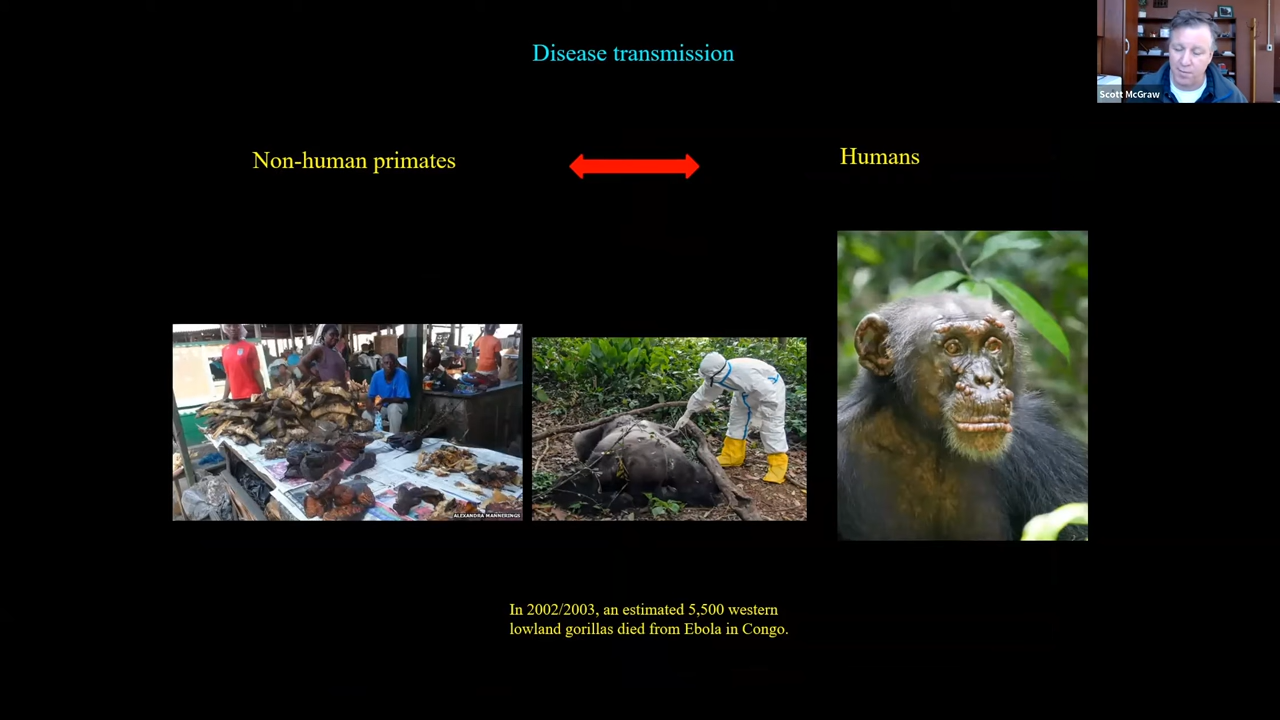 Disease transmission
Scott McGraw
Non-human primates
Humans
ALEXANDRA MANNERINGS
In 2002/2003, an estimated 5,500 western
lowland gorillas died from Ebola in Congo.